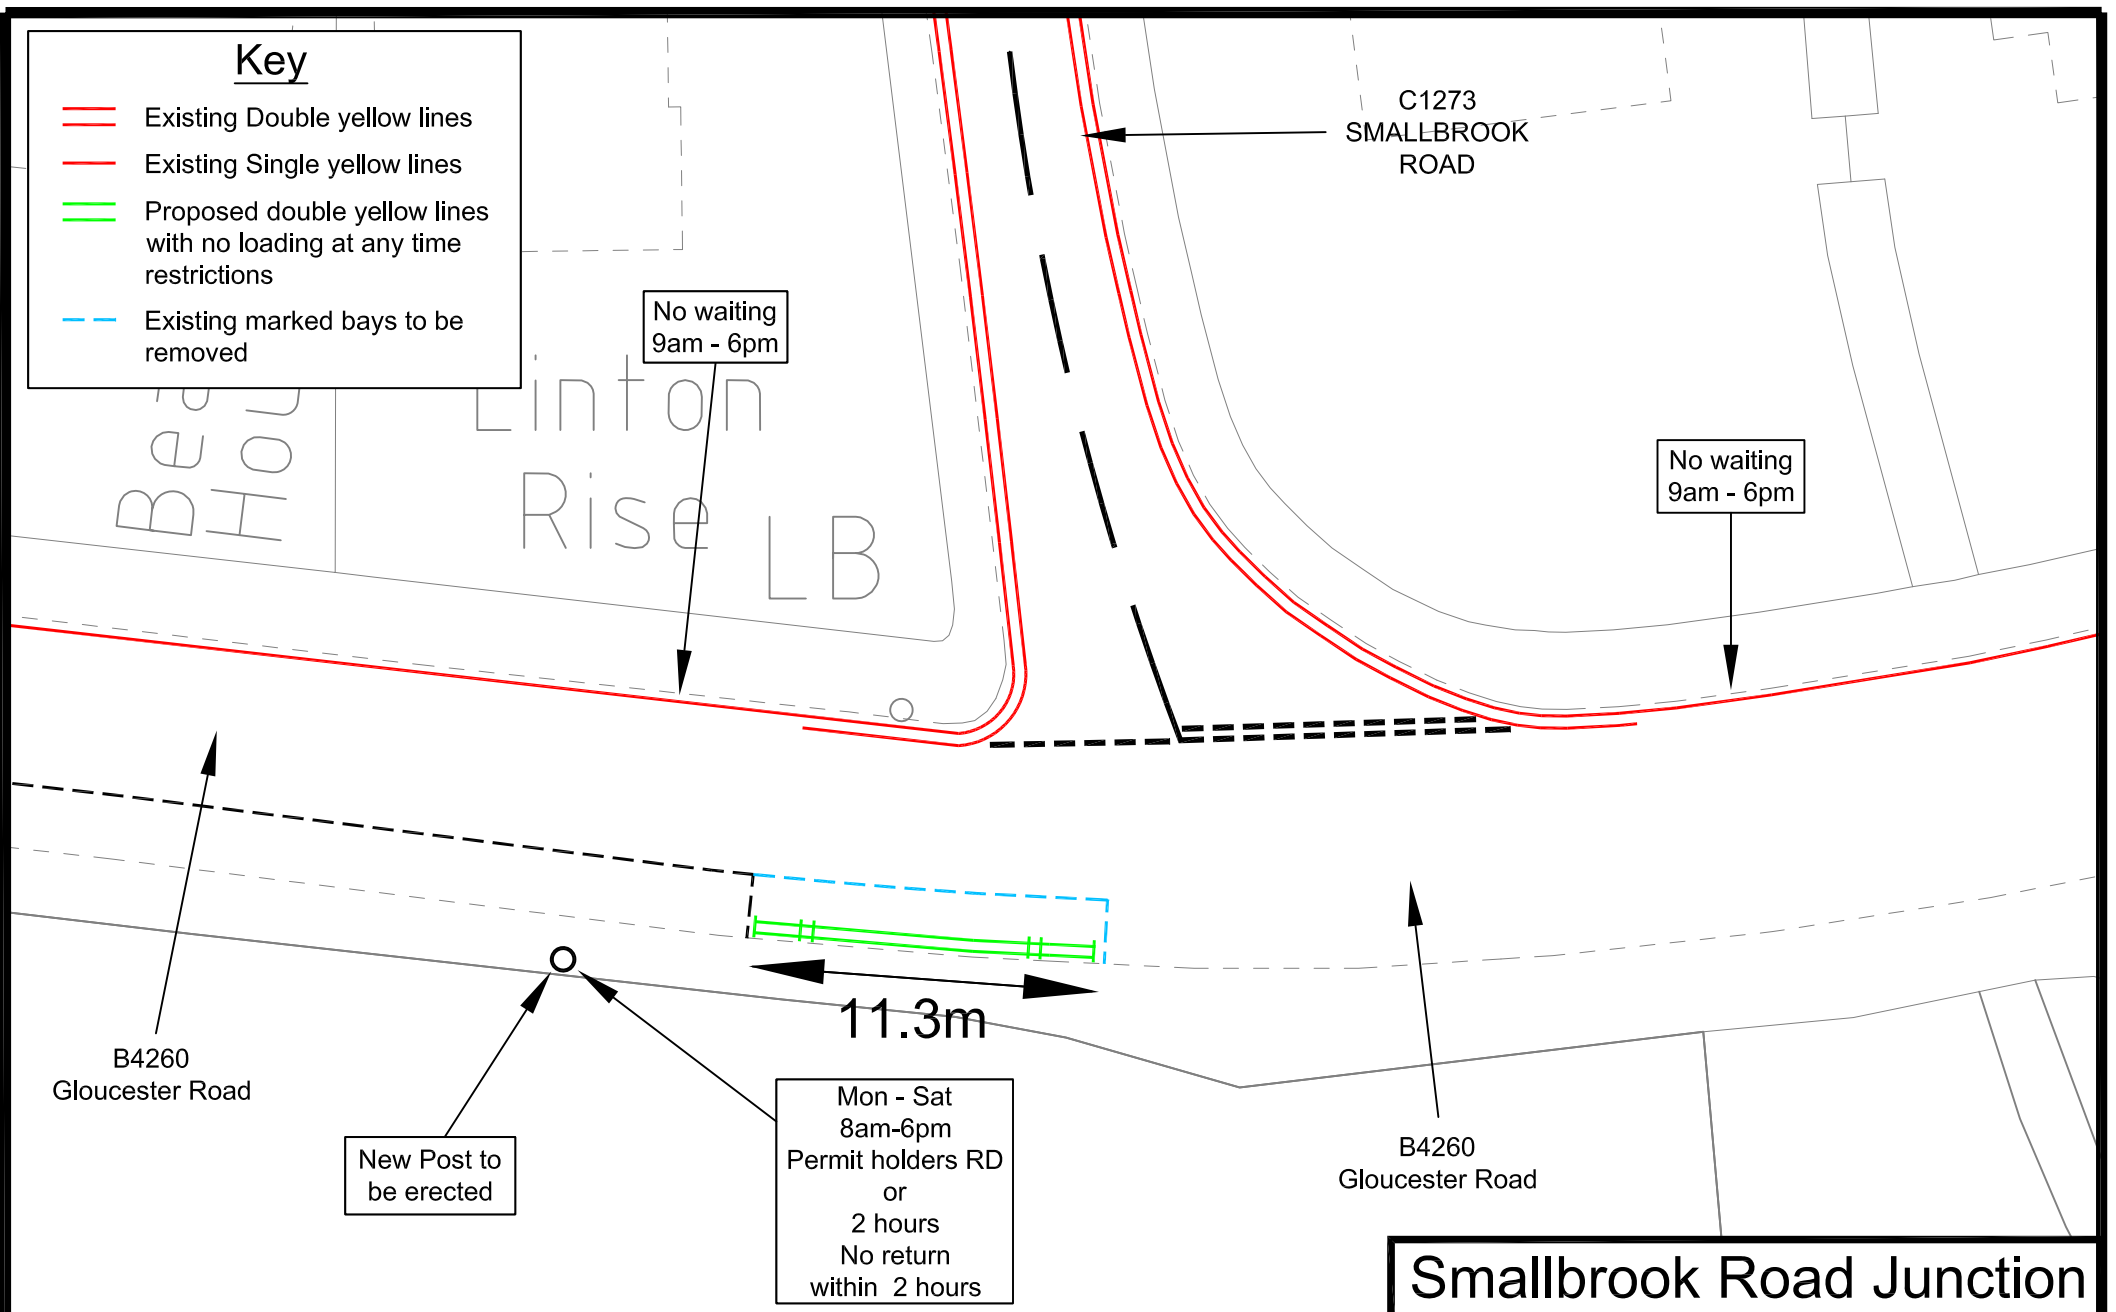 Key
Existing Double yellow lines
Existing Single yellow lines
Proposed double yellow lines
with no loading at any time
restrictions
Existing marked bays to be
removed
C1273
SMALLBROOK
ROAD
No waiting
9am - 6pm
No waiting
9am - 6pm
Linton
Rise
LB
B4260
Gloucester Road
New Post to
be erected
11.3m
Mon - Sat
8am-6pm
Permit holders RD
or
2 hours
No return
within 2 hours
B4260
Gloucester Road
Smallbrook Road Junction